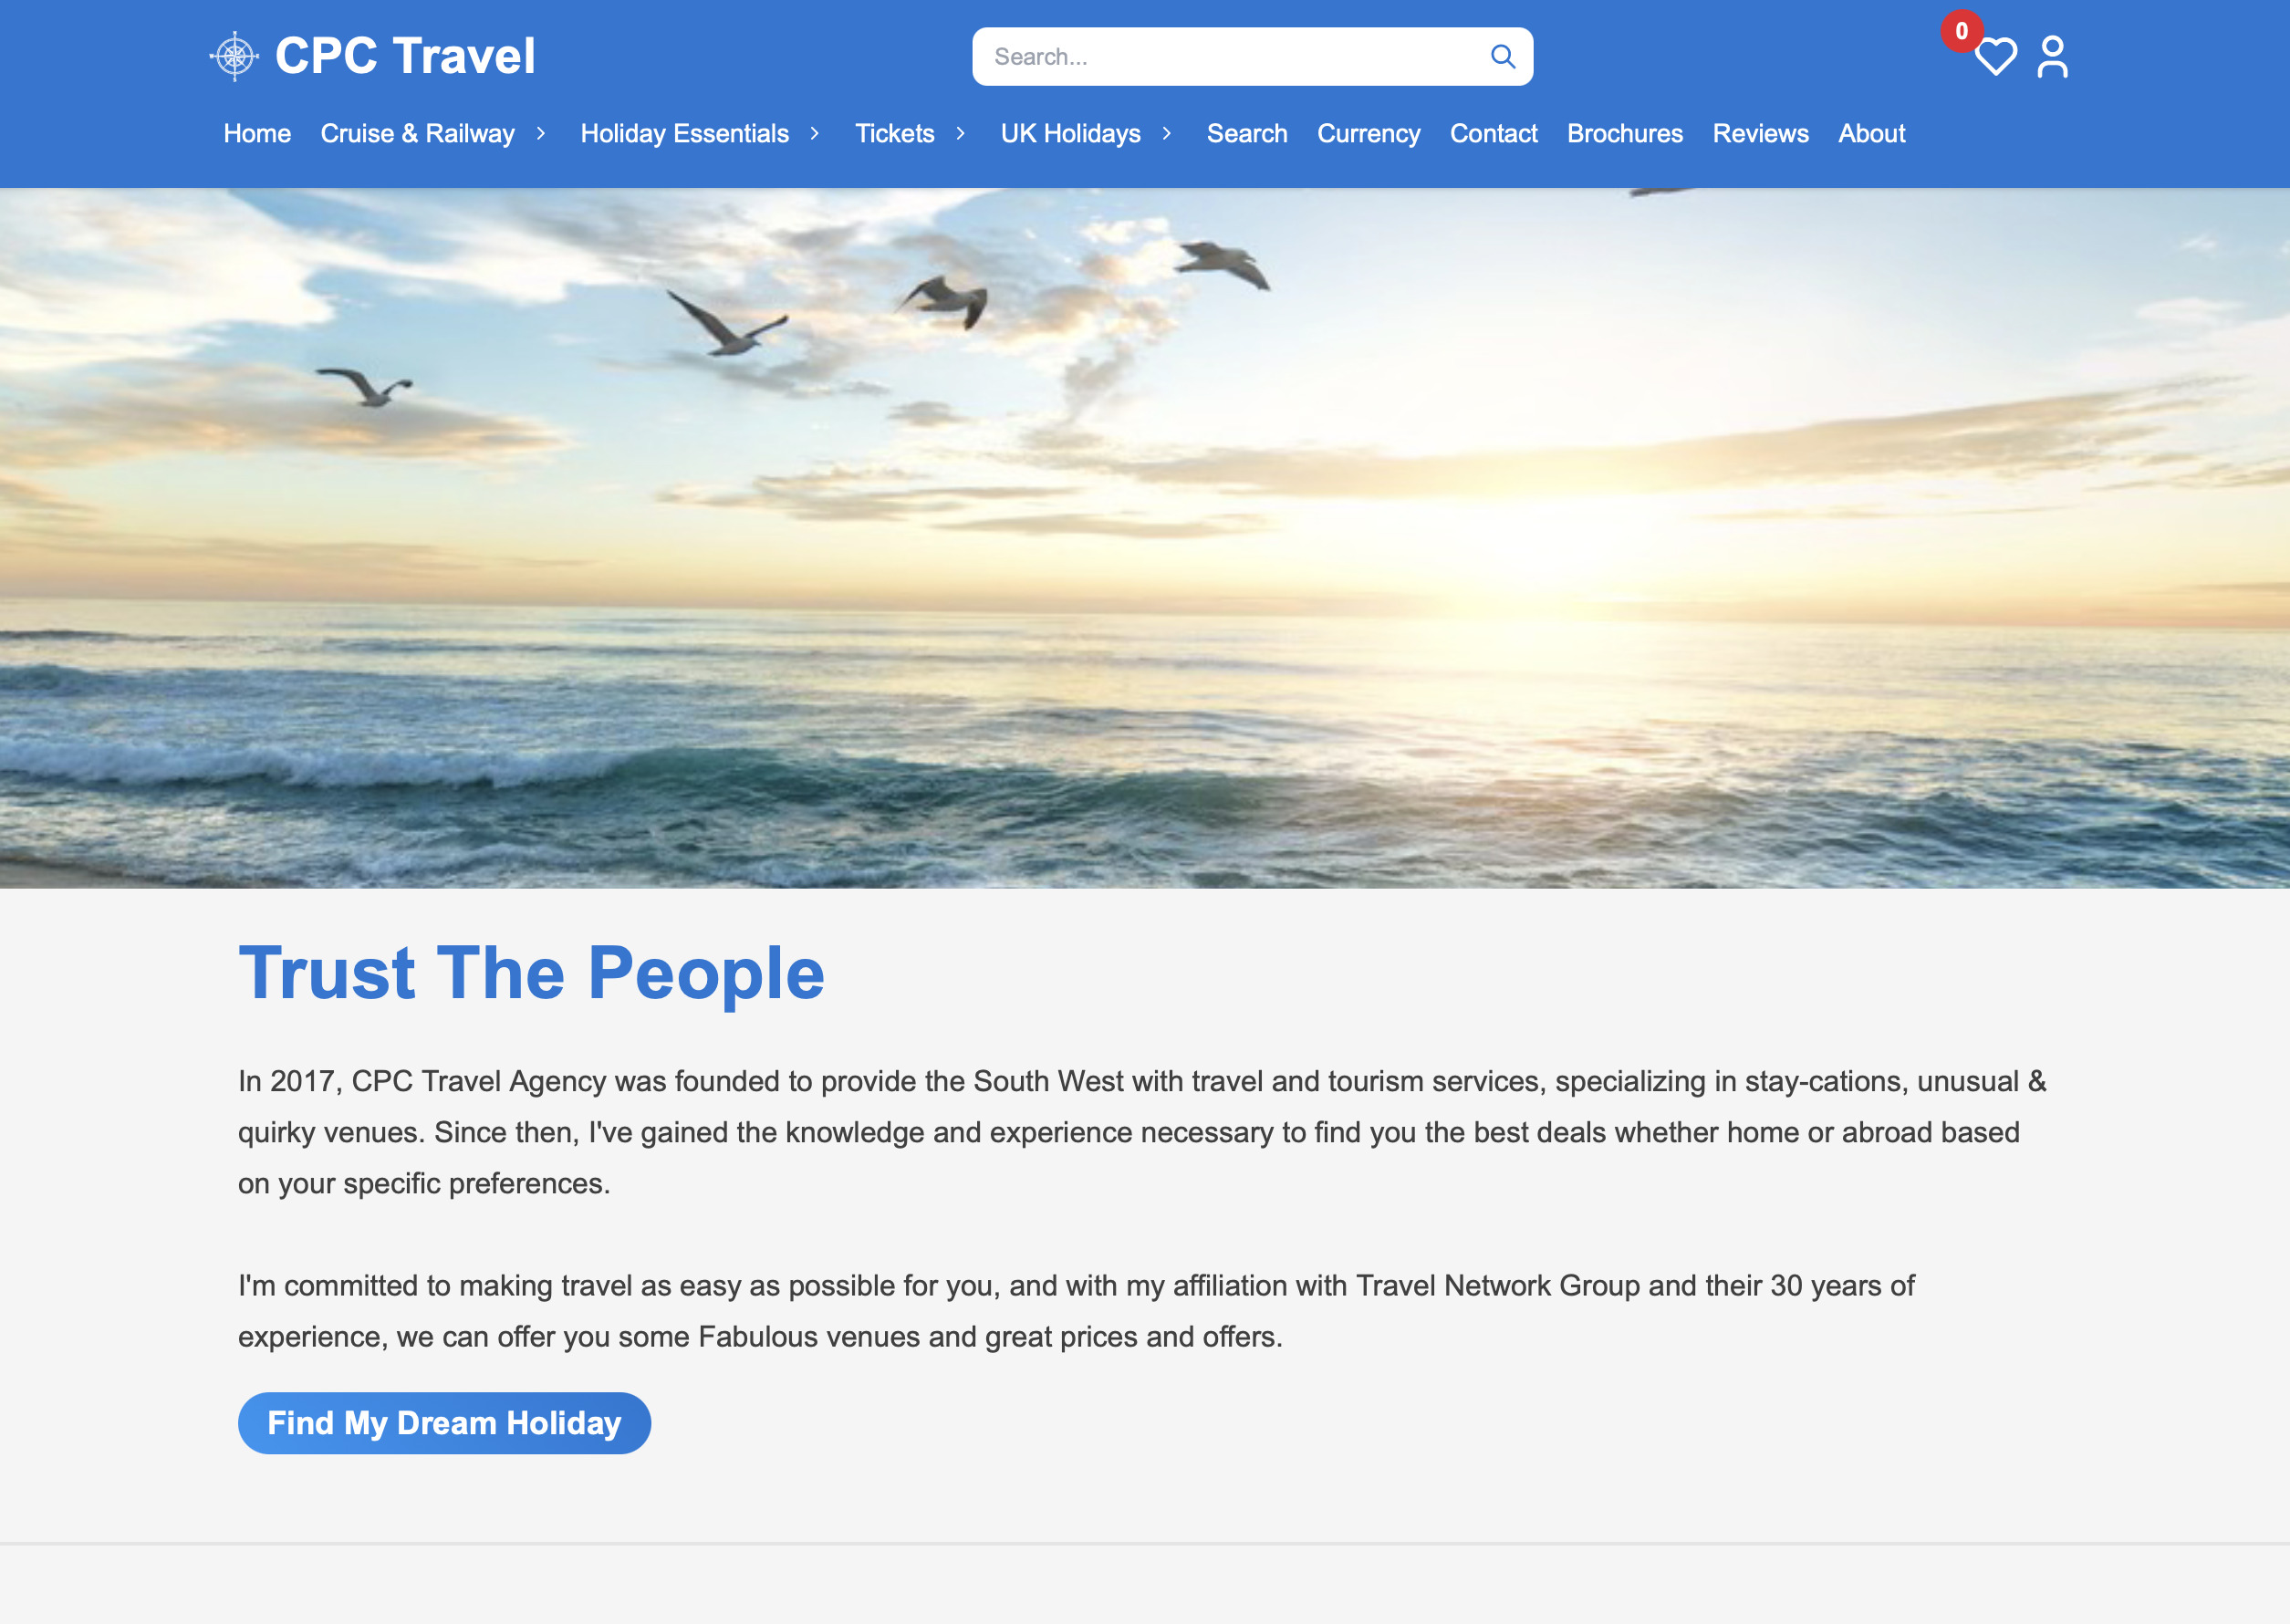 CPC Travel
Search...
0
Home Cruise & Railway Holiday Essentials Tickets UK Holidays Search Currency Contact Brochures Reviews About
Trust The People
In 2017, CPC Travel Agency was founded to provide the South West with travel and tourism services, specializing in stay-cations, unusual &
quirky venues. Since then, I've gained the knowledge and experience necessary to find you the best deals whether home or abroad based
on your specific preferences.
I'm committed to making travel as easy as possible for you, and with my affiliation with Travel Network Group and their 30 years of
experience, we can offer you some Fabulous venues and great prices and offers.
Find My Dream Holiday